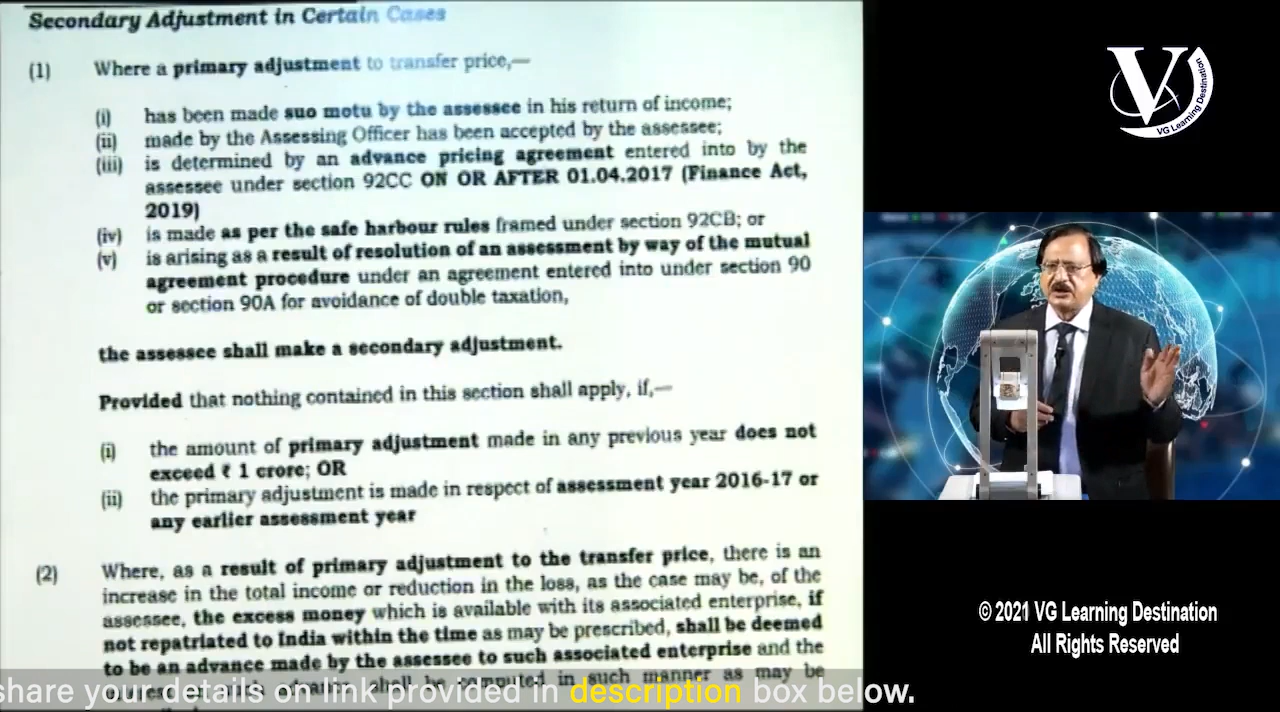 Secondary Adjustment in Certain Cases
(1) Where a primary adjustment to transfer price,—
(i) has been made suo motu by the assessee in his return of income;
(ii) made by the Assessing Officer has been accepted by the assessee;
(iii) is determined by an advance pricing agreement entered into by the
assessee under section 92CC ON OR AFTER 01.04.2017 (Finance Act,
2019)
(iv) is made as per the safe harbour rules framed under section 92CB; or
(v) is arising as a result of resolution of an assessment by way of the mutual
agreement procedure under an agreement entered into under section 90
or section 90A for avoidance of double taxation,
the assessee shall make a secondary adjustment.
Provided that nothing contained in this section shall apply, if,—
(i) the amount of primary adjustment made in any previous year does not
exceed ₹ 1 crore; OR
(ii) the primary adjustment is made in respect of assessment year 2016-17 or
any earlier assessment year
(2) Where, as a result of primary adjustment to the transfer price, there is an
increase in the total income or reduction in the loss, as the case may be, of the
assessee, the excess money which is available with its associated enterprise, if
not repatriated to India within the time as may be prescribed, shall be deemed
to be an advance made by the assessee to such associated enterprise and the
shall be computed in such manner as may be
share your details on link provided in description box below.
V
VG Learning Destination
© 2021 VG Learning Destination
All Rights Reserved